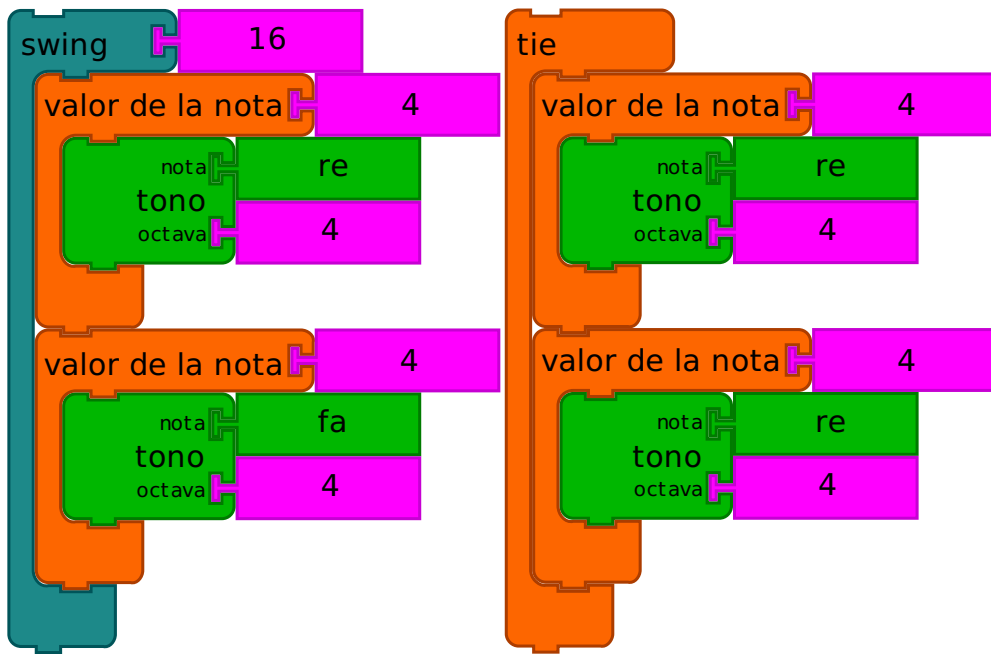 swing 16
valor de la nota 4
nota re
tono
octava 4
valor de la nota 4
nota fa
tono
octava 4
tie
valor de la nota 4
nota re
tono
octava 4
valor de la nota 4
nota re
tono
octava 4